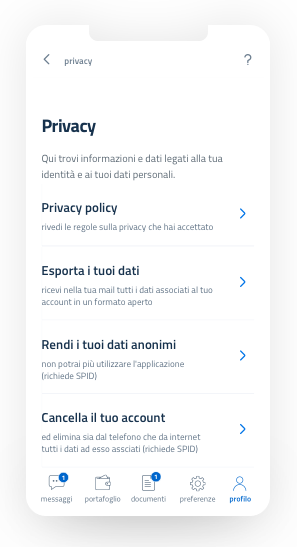 privacy
?
Privacy
Qui trovi informazioni e dati legati alla tua
identità e ai tuoi dati personali.
Privacy policy
rivedi le regole sulla privacy che hai accettato
Esporta i tuoi dati
ricevi nella tua mail tutti i dati associati al tuo
account in un formato aperto
Rendi i tuoi dati anonimi
non potrai più utilizzare l'applicazione
(richiede SPID)
Cancella il tuo account
ed elimina sia dal telefono che da internet
tutti i dati ad esso assciati (richiede SPID)
1 1
messaggi portafoglio documenti preferenze profilo